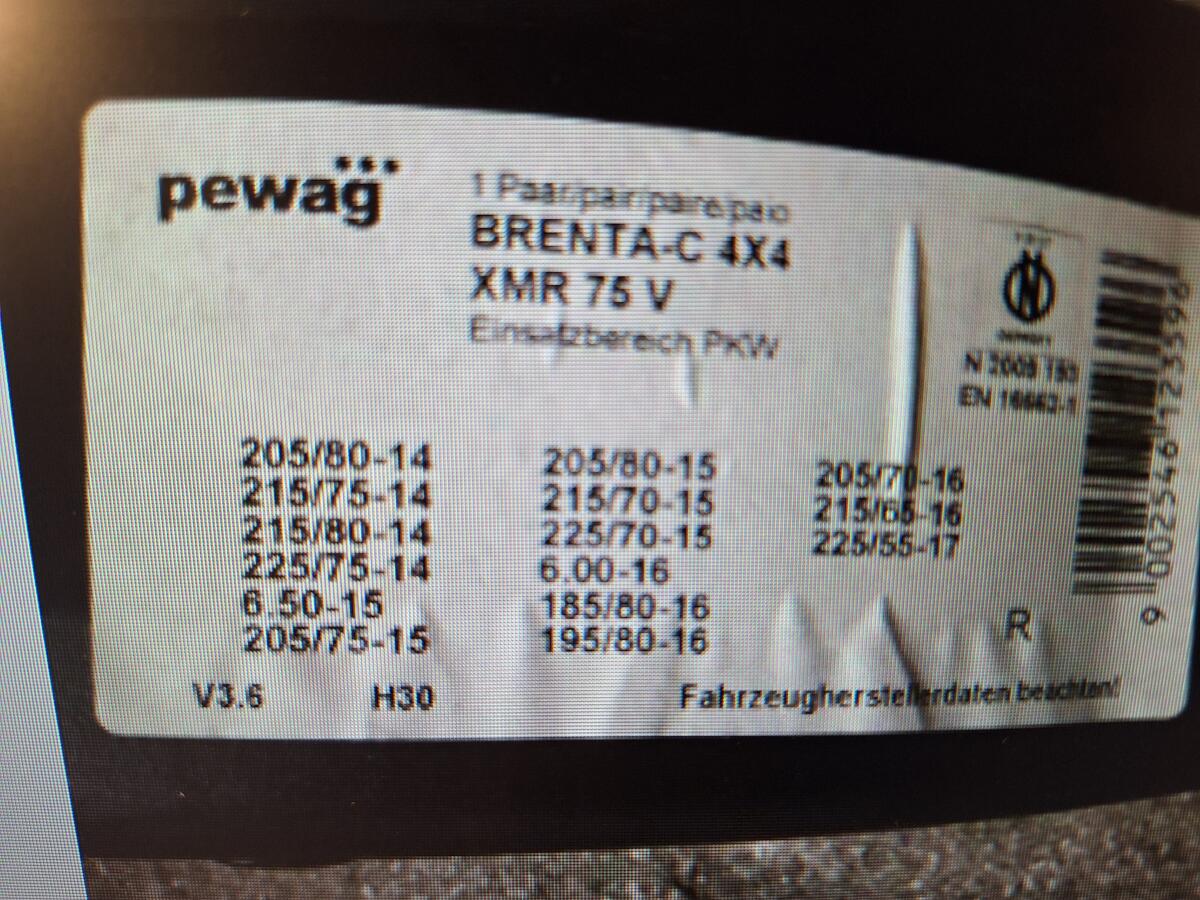 pewag
1 Paar/pair/paire/paio
BRENTA-C 4X4
XMR 75 V
Einsatzbereich PKW
205/80-14
215/75-14
215/80-14
225/75-14
6.50-15
205/75-15
205/80-15
215/70-15
225/70-15
6.00-16
185/80-16
195/80-16
205/70-16
215/65-16
225/55-17
N
EN 16662-1
9 002546 123396
R
V3.6
H30
Fahrzeugherstellerdaten beachten!